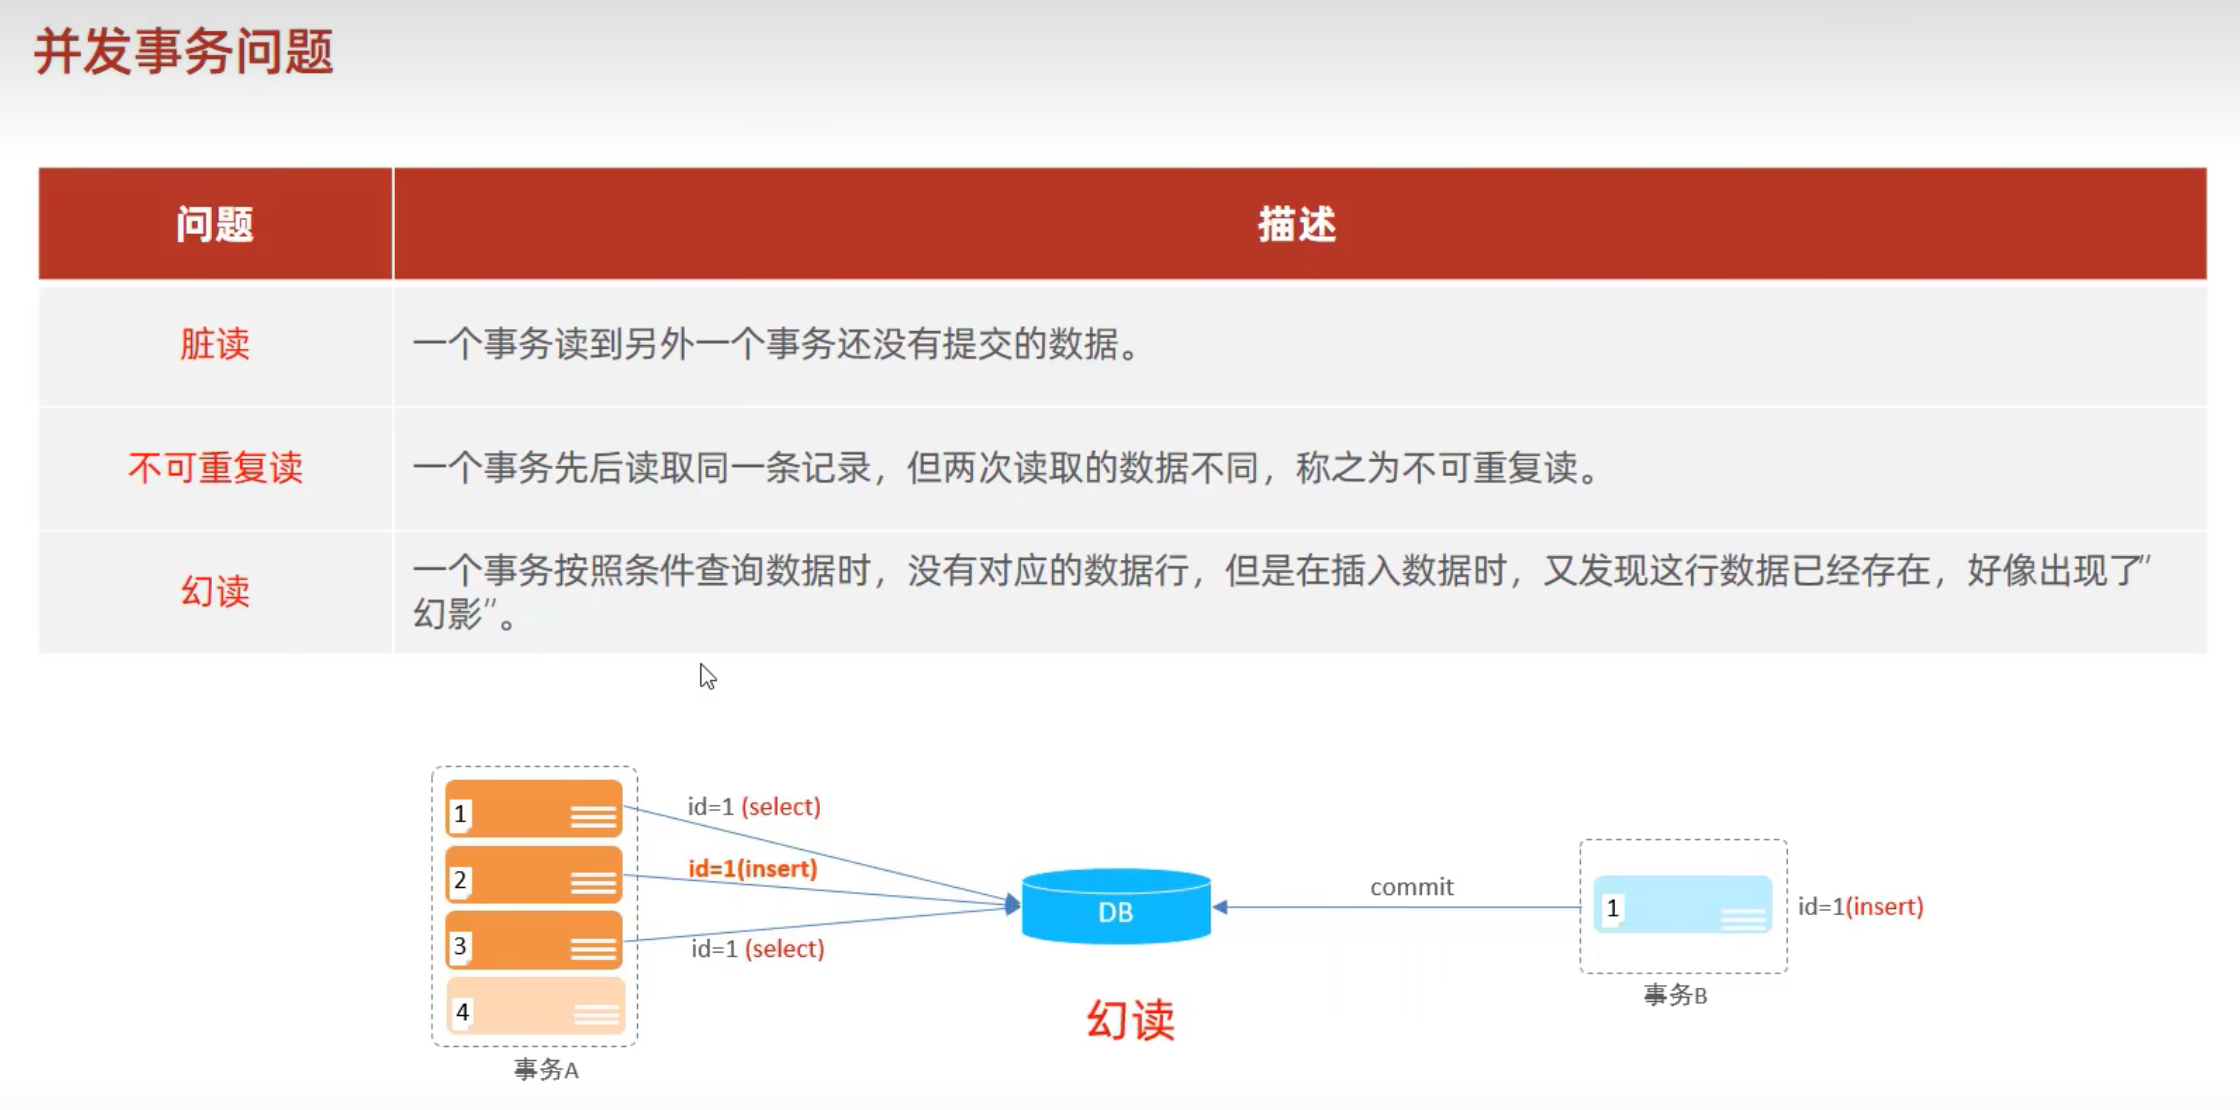 并发事务问题
问题
描述
脏读
一个事务读到另外一个事务还没有提交的数据。
不可重复读
一个事务先后读取同一条记录，但两次读取的数据不同，称之为不可重复读。
幻读
一个事务按照条件查询数据时，没有对应的数据行，但是在插入数据时，又发现这行数据已经存在，好像出现了”
幻影”。
1
id=1 (select)
2
id=1(insert)
3
id=1 (select)
4
事务A
DB
幻读
commit
1
id=1(insert)
事务B